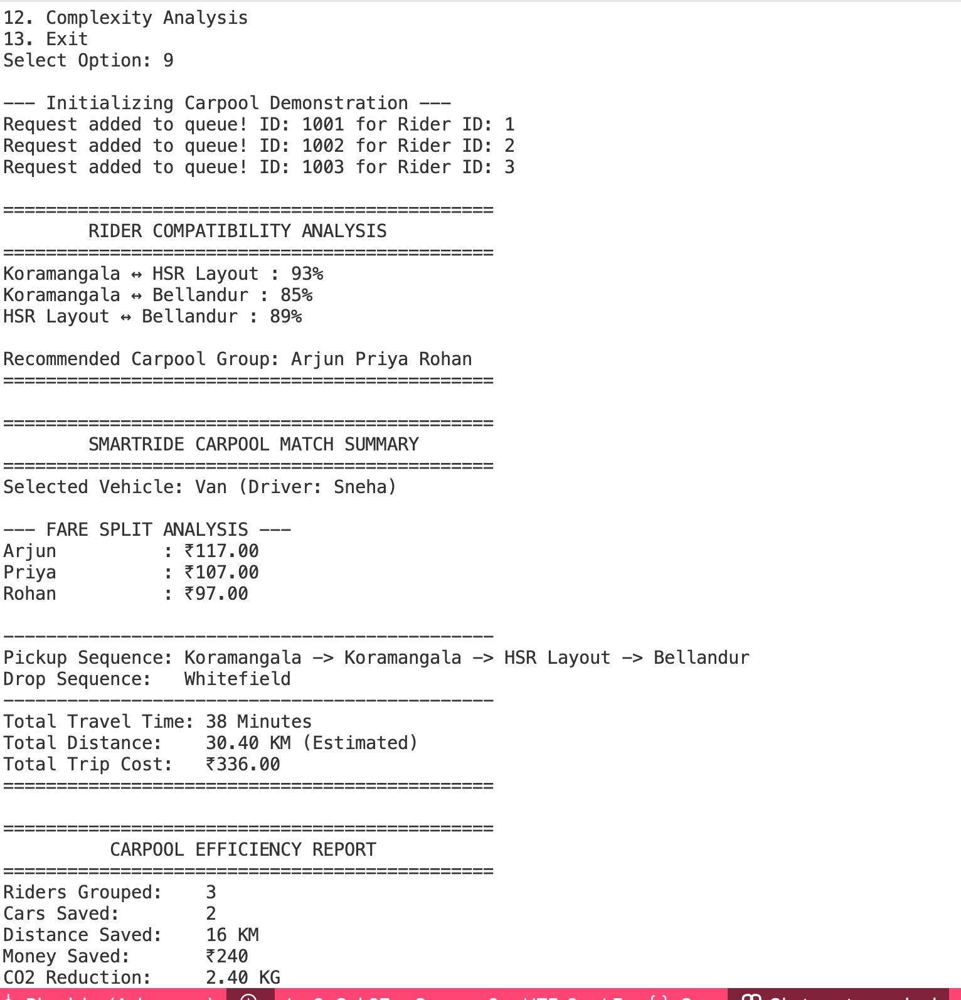 12. Complexity Analysis
13. Exit
Select Option: 9
--- Initializing Carpool Demonstration ---
Request added to queue! ID: 1001 for Rider ID: 1
Request added to queue! ID: 1002 for Rider ID: 2
Request added to queue! ID: 1003 for Rider ID: 3
==============================================
RIDER COMPATIBILITY ANALYSIS
==============================================
Koramangala ↔ HSR Layout : 93%
Koramangala ↔ Bellandur : 85%
HSR Layout ↔ Bellandur : 89%
Recommended Carpool Group: Arjun Priya Rohan
==============================================
==============================================
SMARTRIDE CARPOOL MATCH SUMMARY
==============================================
Selected Vehicle: Van (Driver: Sneha)
--- FARE SPLIT ANALYSIS ---
Arjun : ₹117.00
Priya : ₹107.00
Rohan : ₹97.00
----------------------------------------------
Pickup Sequence: Koramangala -> Koramangala -> HSR Layout -> Bellandur
Drop Sequence: Whitefield
----------------------------------------------
Total Travel Time: 38 Minutes
Total Distance: 30.40 KM (Estimated)
Total Trip Cost: ₹336.00
==============================================
==============================================
CARPOOL EFFICIENCY REPORT
==============================================
Riders Grouped: 3
Cars Saved: 2
Distance Saved: 16 KM
Money Saved: ₹240
CO2 Reduction: 2.40 KG